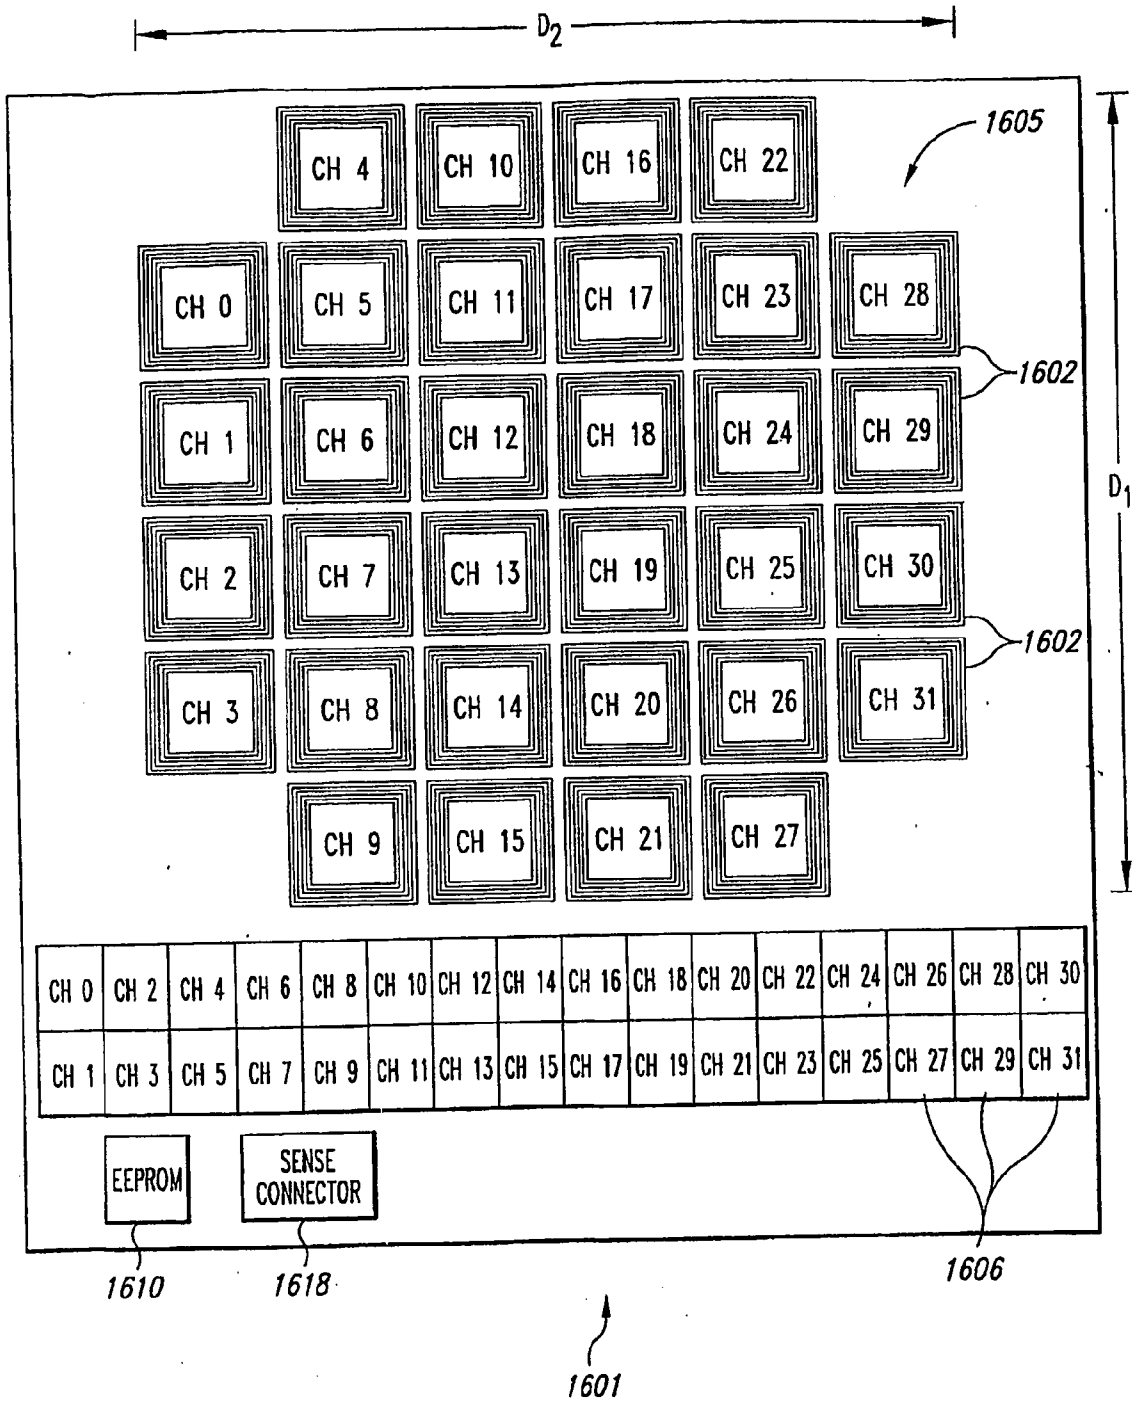 D2
1605
CH 4 CH 10 CH 16 CH 22
CH 0 CH 5 CH 11 CH 17 CH 23 CH 28
1602
CH 1 CH 6 CH 12 CH 18 CH 24 CH 29
D1
CH 2 CH 7 CH 13 CH 19 CH 25 CH 30
1602
CH 3 CH 8 CH 14 CH 20 CH 26 CH 31
CH 9 CH 15 CH 21 CH 27
CH 0 CH 2 CH 4 CH 6 CH 8 CH 10 CH 12 CH 14 CH 16 CH 18 CH 20 CH 22 CH 24 CH 26 CH 28 CH 30
CH 1 CH 3 CH 5 CH 7 CH 9 CH 11 CH 13 CH 15 CH 17 CH 19 CH 21 CH 23 CH 25 CH 27 CH 29 CH 31
EEPROM
SENSE
CONNECTOR
1610
1618
1606
1601